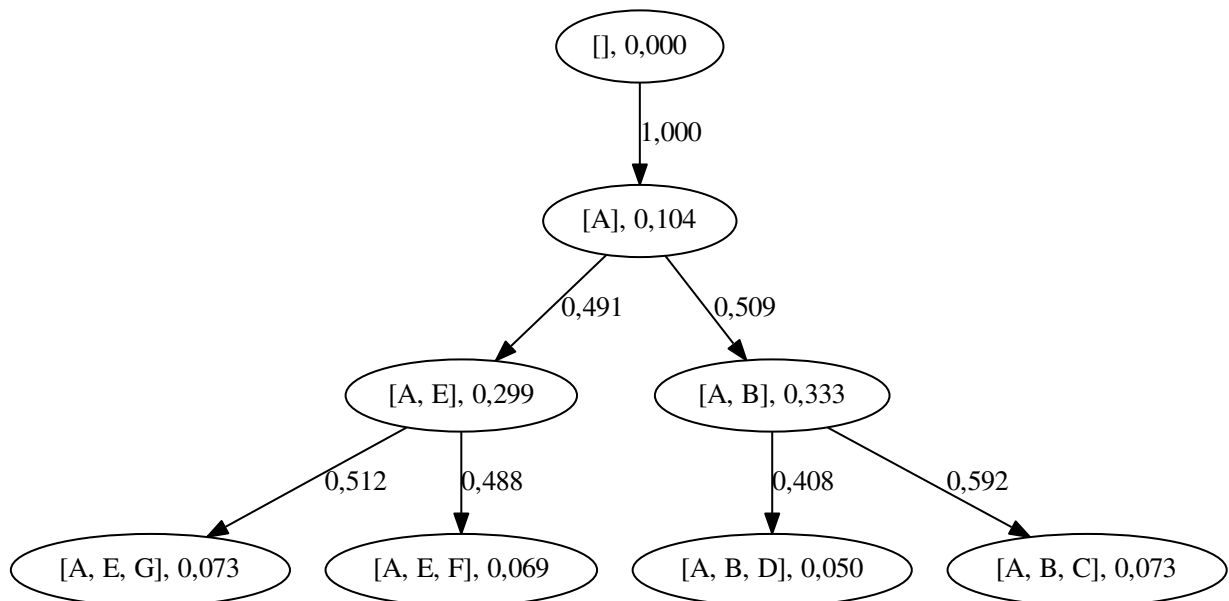 [], 0,000
1,000
[A], 0,104
0,491
0,509
[A, E], 0,299
[A, B], 0,333
0,512
0,488
0,408
0,592
[A, E, G], 0,073
[A, E, F], 0,069
[A, B, D], 0,050
[A, B, C], 0,073